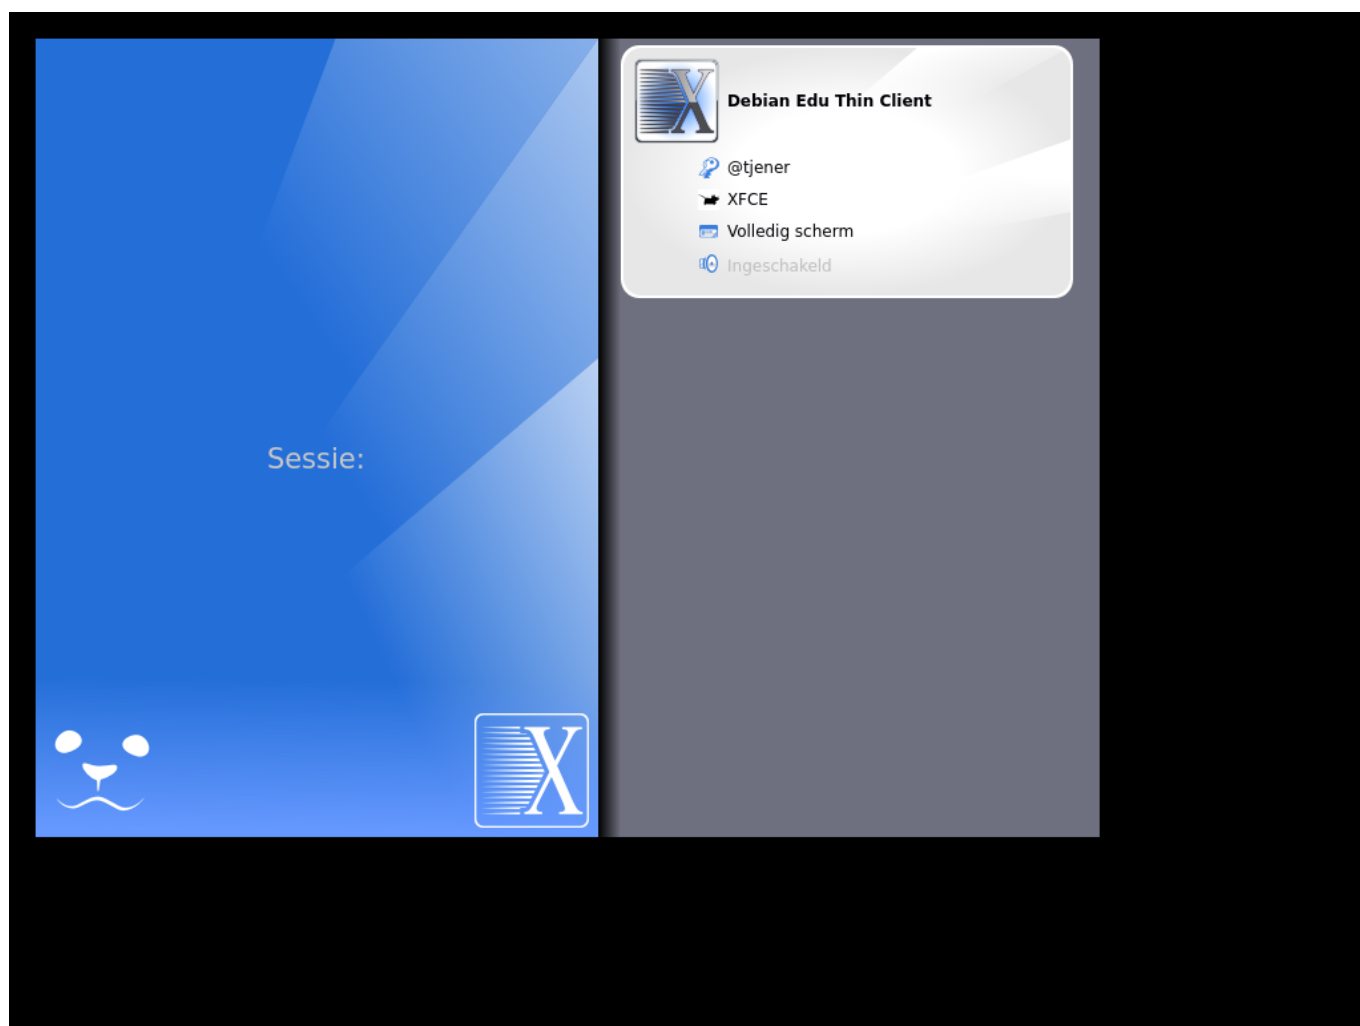 Sessie:
Debian Edu Thin Client
@tjener
XFCE
Volledig scherm
Ingeschakeld